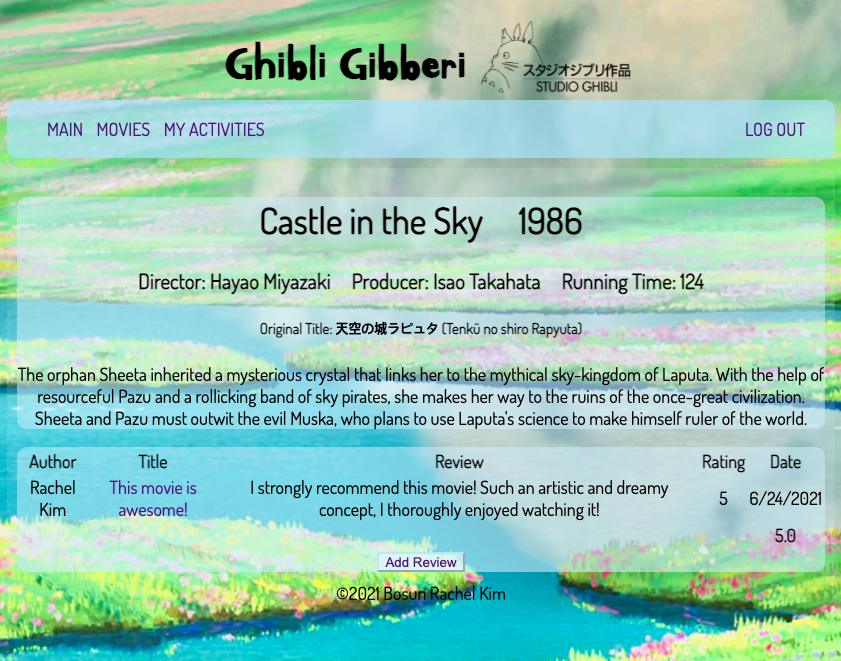 Ghibli Gibberi
スタジオジブリ作品
STUDIO GHIBLI
MAIN MOVIES MY ACTIVITIES LOG OUT
Castle in the Sky 1986
Director: Hayao Miyazaki Producer: Isao Takahata Running Time: 124
Original Title: 天空の城ラピュタ (Tenkū no shiro Rapyuta)
The orphan Sheeta inherited a mysterious crystal that links her to the mythical sky-kingdom of Laputa. With the help of
resourceful Pazu and a rollicking band of sky pirates, she makes her way to the ruins of the once-great civilization.
Sheeta and Pazu must outwit the evil Muska, who plans to use Laputa's science to make himself ruler of the world.
Author Title Review Rating Date
Rachel Kim This movie is awesome! I strongly recommend this movie! Such an artistic and dreamy concept, I thoroughly enjoyed watching it! 5 6/24/2021
5.0
Add Review
©2021 Bosun Rachel Kim